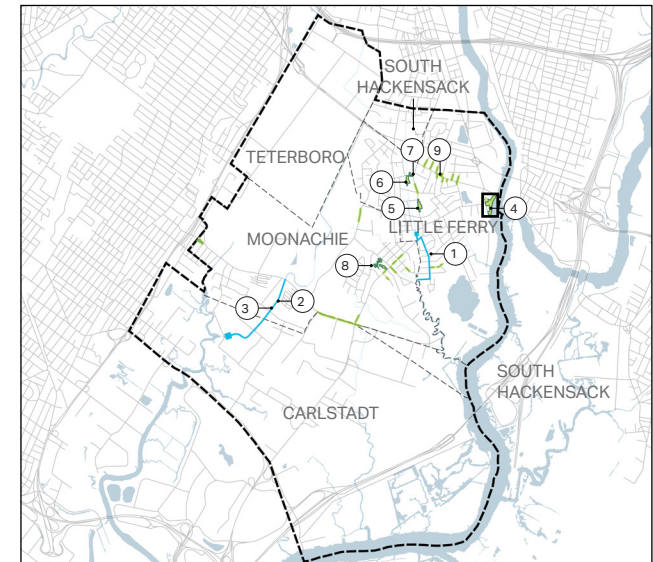 SOUTH
HACKENSACK
7
9
TETERBORO
6
5
4
LITTLE FERRY
MOONACHIE
1
8
3
2
SOUTH
HACKENSACK
CARLSTADT